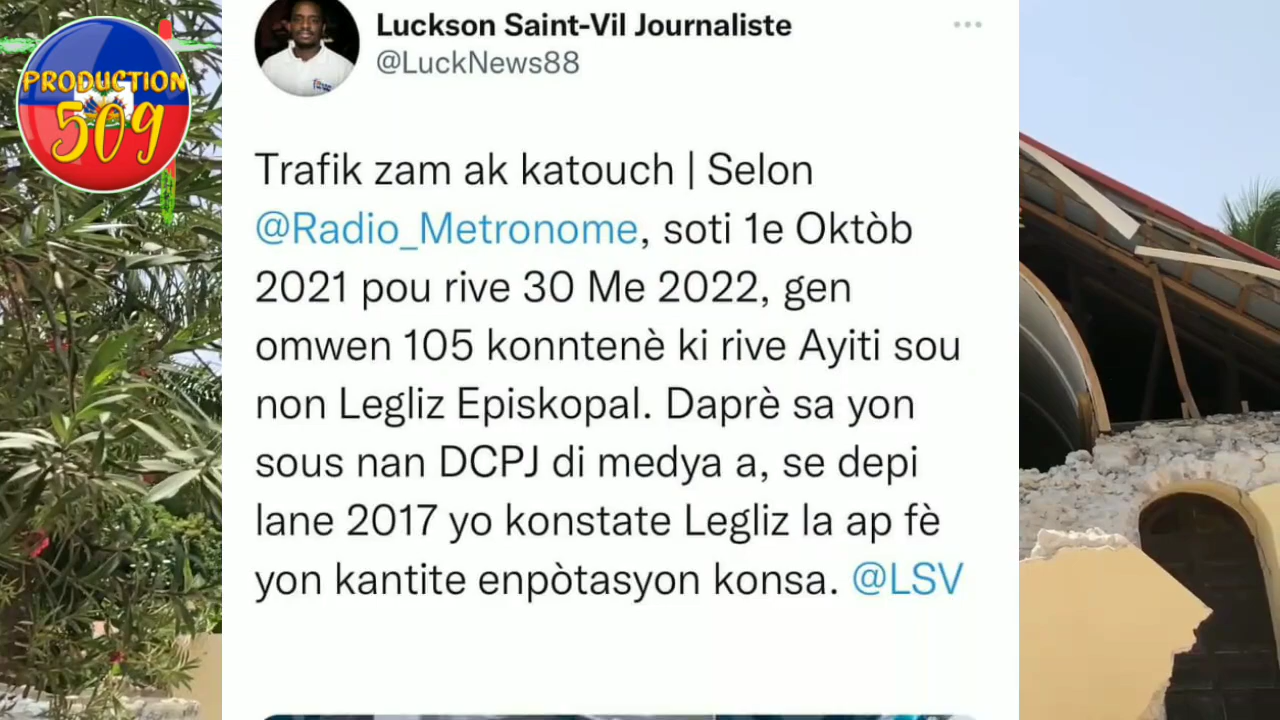 PRODUCTION
509
Luckson Saint-Vil Journaliste
@LuckNews88
Trafik zam ak katouch | Selon
@Radio_Metronome, soti 1e Oktòb
2021 pou rive 30 Me 2022, gen
omwen 105 konntenè ki rive Ayiti sou
non Legliz Episkopal. Daprè sa yon
sous nan DCPJ di medya a, se depi
lane 2017 yo konstate Legliz la ap fè
yon kantite enpòtasyon konsa. @LSV